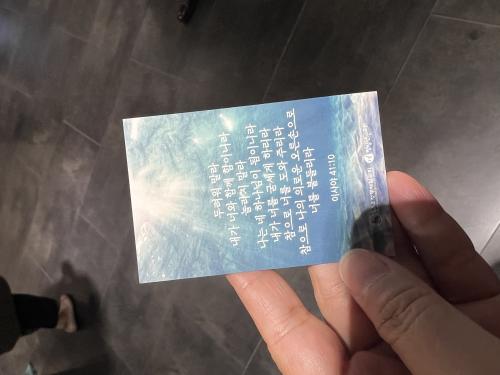 두려워 말라
내가 너와 함께 함이니라
놀라지 말라
나는 네 하나님이 됨이니라
내가 너를 굳세게 하리라
참으로 너를 도와 주리라
참으로 나의 의로운 오른손으로
너를 붙들리라
이사야 41:10